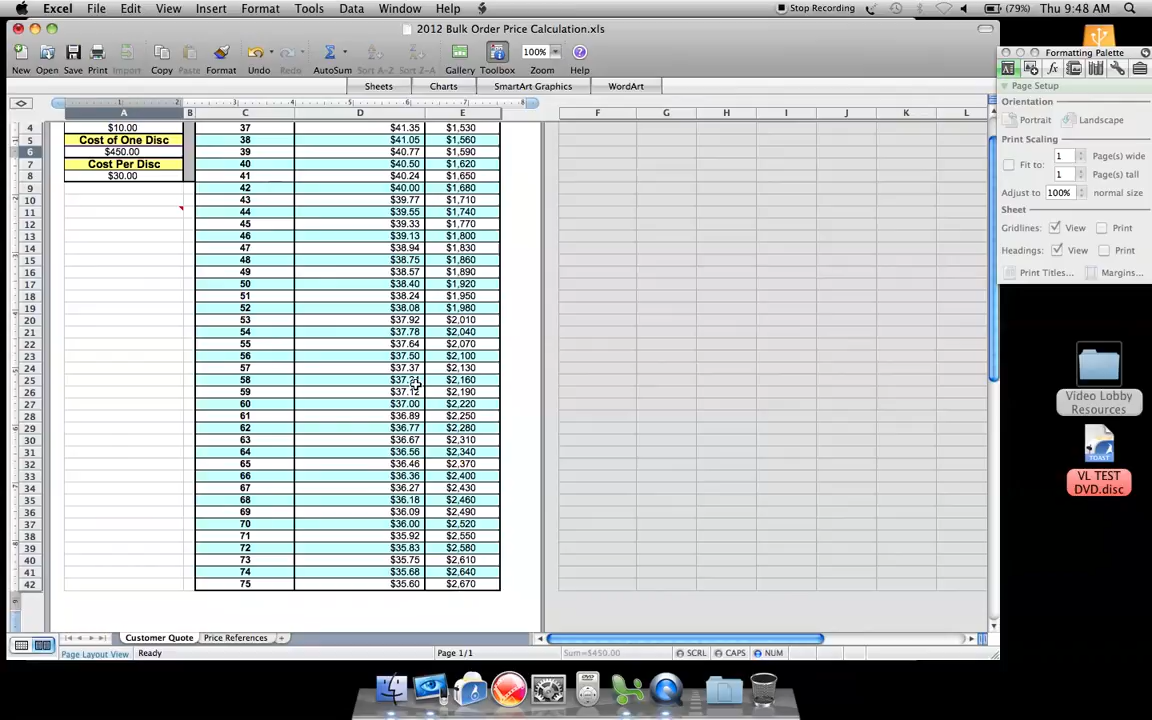 Excel File Edit View Insert Format Tools Data Window Help Stop Recording (79%) Thu 9:48 AM
2012 Bulk Order Price Calculation.xls
100%
New Open Save Print Import Copy Paste Format Undo Redo AutoSum Sort A-Z Sort Z-A Gallery Toolbox Zoom Help
Sheets Charts SmartArt Graphics WordArt
Formatting Palette
Page Setup
Orientation
Portrait Landscape
Print Scaling
Fit to: 1 Page(s) wide
1 Page(s) tall
Adjust to 100% normal size
Sheet
Gridlines: View Print
Headings: View Print
Print Titles... Margins...
1 2 3 4 5 6 7 8
A B C D E F G H I J K L
4 $10.00 37 $41.35 $1,530
5 Cost of One Disc 38 $41.05 $1,560
6 $450.00 39 $40.77 $1,590
7 Cost Per Disc 40 $40.50 $1,620
8 $30.00 41 $40.24 $1,650
9 42 $40.00 $1,680
10 43 $39.77 $1,710
11 44 $39.55 $1,740
12 45 $39.33 $1,770
13 46 $39.13 $1,800
14 47 $38.94 $1,830
15 48 $38.75 $1,860
16 49 $38.57 $1,890
17 50 $38.40 $1,920
18 51 $38.24 $1,950
19 52 $38.08 $1,980
20 53 $37.92 $2,010
21 54 $37.78 $2,040
22 55 $37.64 $2,070
23 56 $37.50 $2,100
24 57 $37.37 $2,130
25 58 $2,160
26 59 $37.12 $2,190
27 60 $37.00 $2,220
28 61 $36.89 $2,250
29 62 $36.77 $2,280
30 63 $36.67 $2,310
31 64 $36.56 $2,340
32 65 $36.46 $2,370
33 66 $36.36 $2,400
34 67 $36.27 $2,430
35 68 $36.18 $2,460
36 69 $36.09 $2,490
37 70 $36.00 $2,520
38 71 $35.92 $2,550
39 72 $35.83 $2,580
40 73 $35.75 $2,610
41 74 $35.68 $2,640
42 75 $35.60 $2,670
Customer Quote Price References +
Page Layout View Ready Page 1/1 Sum=$450.00 SCRL CAPS NUM
Video Lobby
Resources
TOAST
VL TEST
DVD.disc